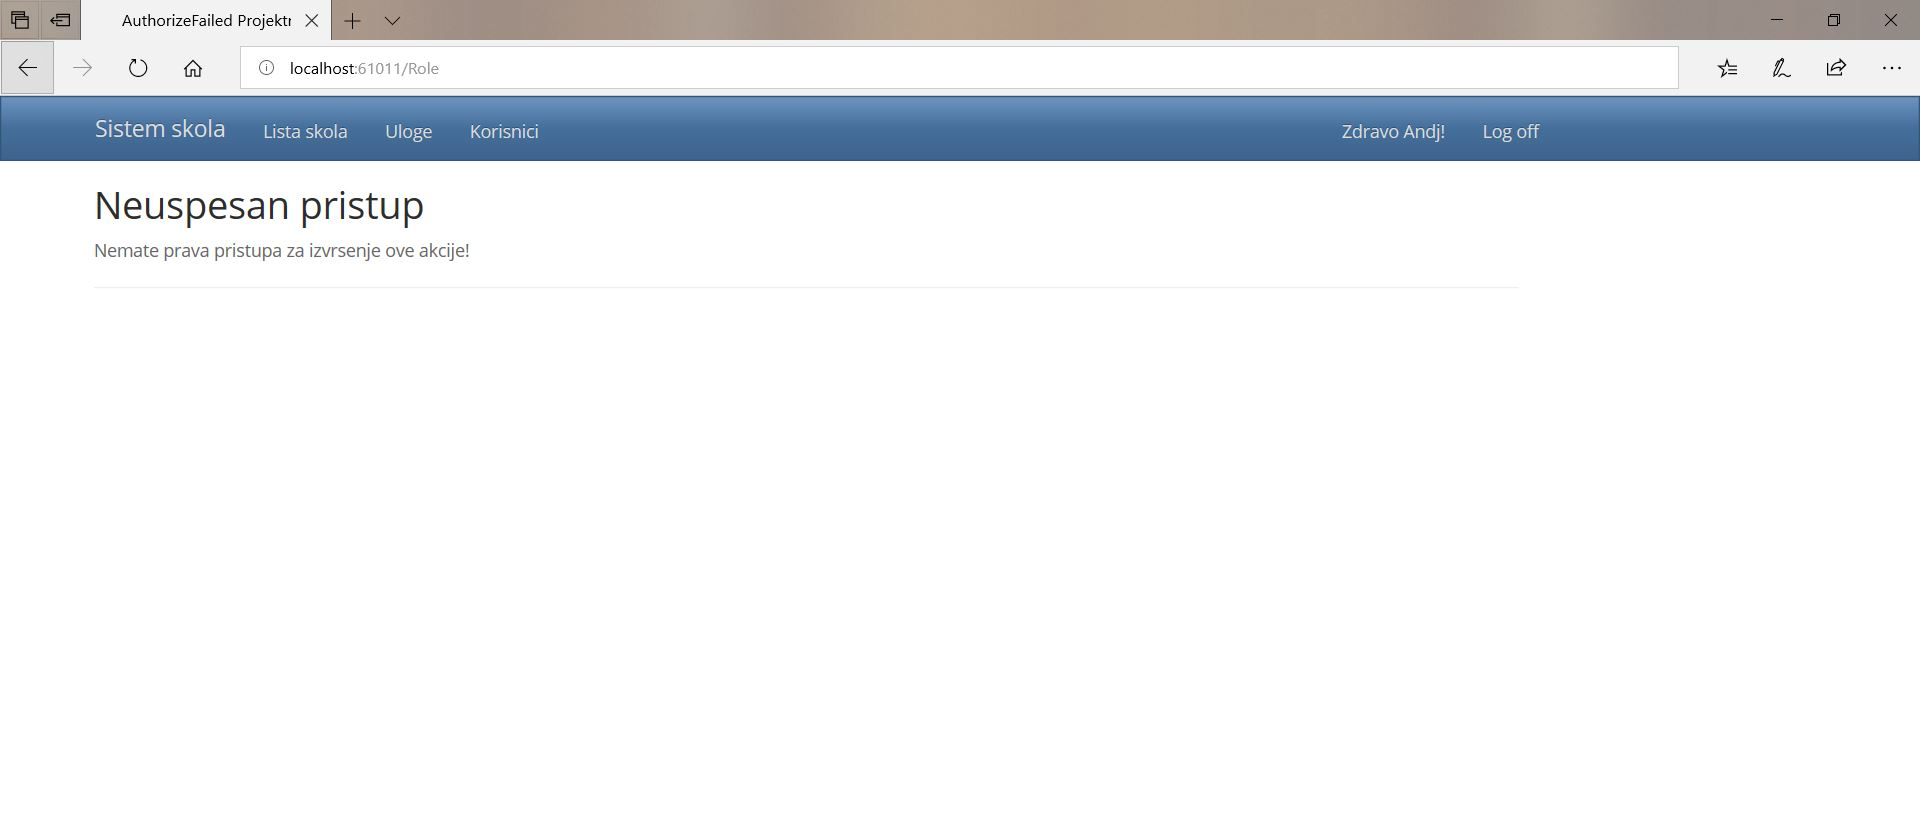 AuthorizeFailed Projektr
localhost:61011/Role
Sistem skola Lista skola Uloge Korisnici Zdravo Andj! Log off
Neuspesan pristup
Nemate prava pristupa za izvrsenje ove akcije!